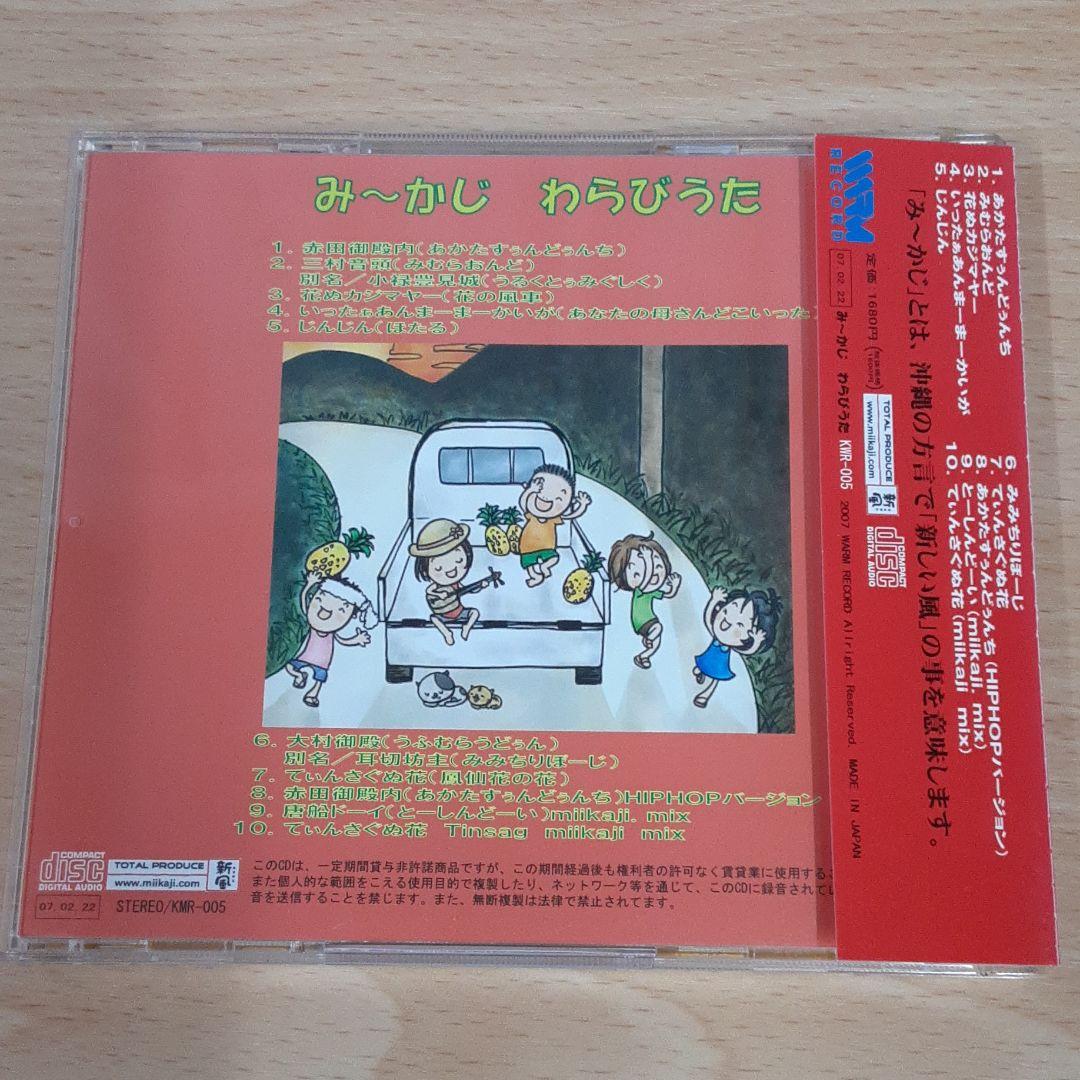 み～かじ　わらびうた
1. 赤田御殿内(あかたすぅんどぅんち)
2. 三村音頭(みむらおんど)
別名／小禄豊見城(うるくとぅみぐしく)
3. 花ぬカジマヤー(花の風車)
4. いったぁあんまーまーかいが(あなたの母さんどこいった)
5. じんじん(ほたる)
6. 大村御殿(うふむらうどぅん)
別名／耳切坊主(みみちりぼーじ)
7. てぃんさぐぬ花(鳳仙花の花)
8. 赤田御殿内(あかたすぅんどぅんち)HIPHOPバージョン
9. 唐船ドーイ(とーしんどーい)miikaji. mix
10. てぃんさぐぬ花　Tinsag　miikaji　mix
COMPACT
disc
DIGITAL AUDIO
TOTAL PRODUCE
www.miikaji.com
新風
07. 02. 22
STEREO/KMR-005
このCDは、一定期間貸与非許諾商品ですが、この期間経過後も権利者の許可なく賃貸業に使用するこ
また個人的な範囲をこえる使用目的で複製したり、ネットワーク等を通じて、このCDに録音されてい
音を送信することを禁じます。また、無断複製は法律で禁止されてます。
1. あかたすぅんどぅんち
2. みむらおんど
3. 花ぬカジマヤー
4. いったぁあんまーまーかいが
5. じんじん
6. みみちりぼーじ
7. てぃんさぐぬ花
8. あかたすぅんどぅんち(HIPHOPバージョン)
9. とーしんどーい(miikaji. mix)
10. てぃんさぐぬ花(miikaji mix)
「み～かじ」とは、沖縄の方言で「新しい風」の事を意味します。
WRM
RECORD
定価：1680円
(税抜価格 1600円)
TOTAL PRODUCE
www.miikaji.com
新風
COMPACT
disc
DIGITAL AUDIO
07. 02. 22
み～かじ　わらびうた KWR-005 2007 WARM RECORD Allright Reserved. MADE IN JAPAN